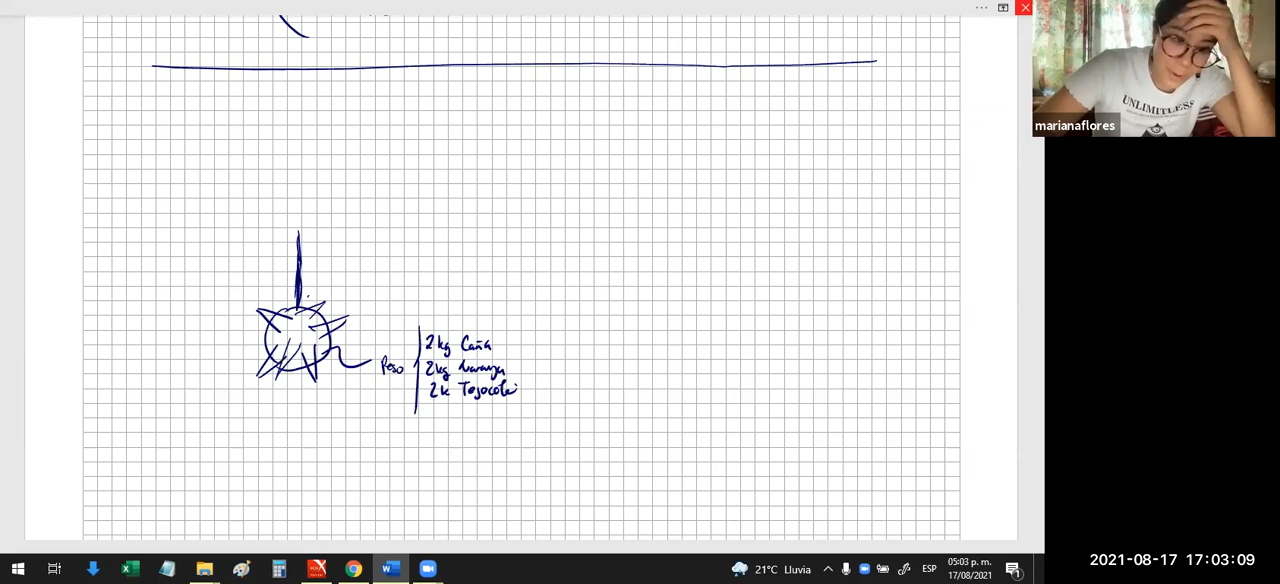 marianaflores
UNLIMITLESS
Peso
2kg Caña
2kg Naranja
2k Tejocote
21°C Lluvia
ESP
05:03 p. m.
17/08/2021
1
2021-08-17 17:03:09